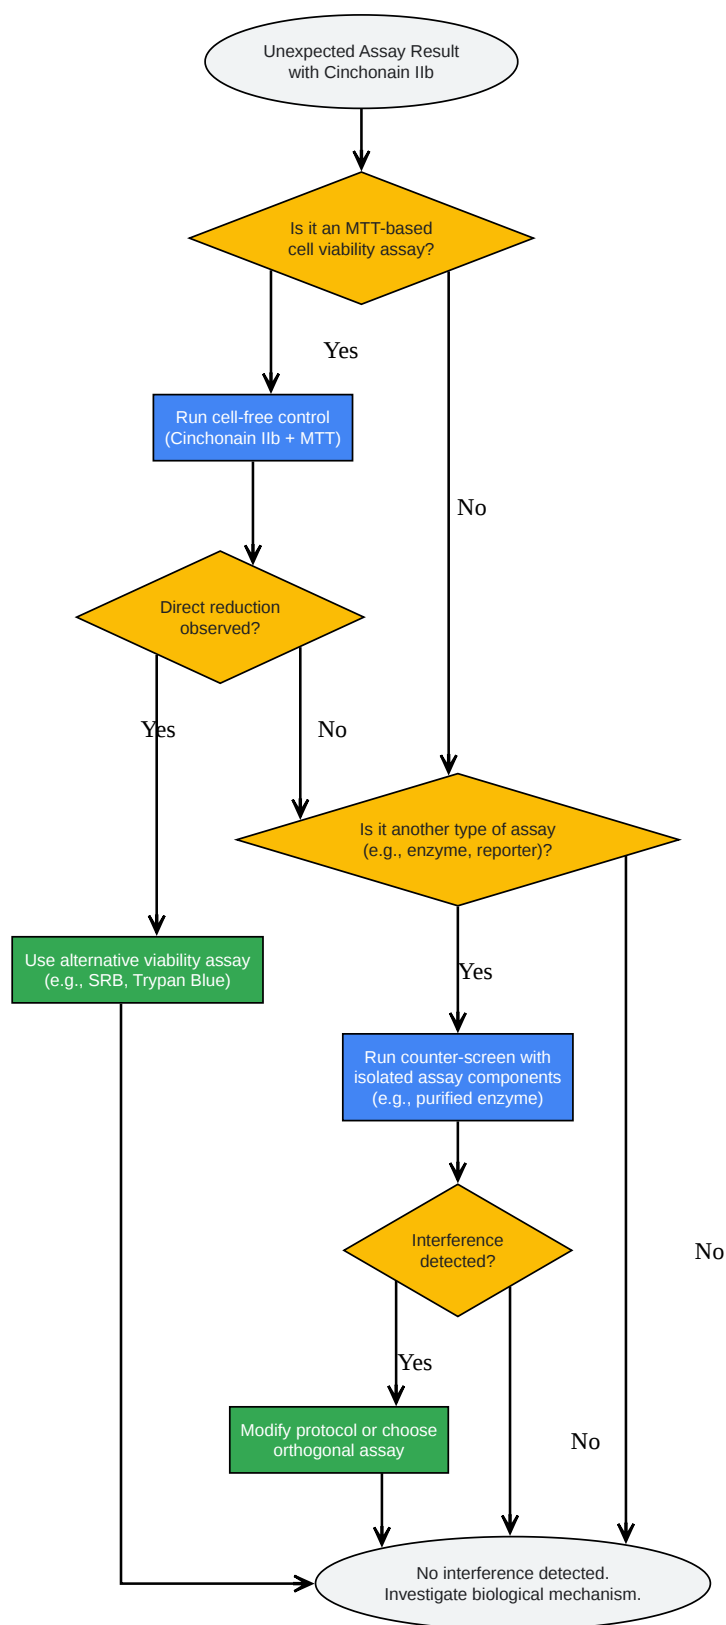 Unexpected Assay Result
with Cinchonain IIb
Is it an MTT-based
cell viability assay?
Yes
Run cell-free control
(Cinchonain IIb + MTT)
No
Direct reduction
observed?
Yes
No
Is it another type of assay
(e.g., enzyme, reporter)?
Use alternative viability assay
(e.g., SRB, Trypan Blue)
Yes
Run counter-screen with
isolated assay components
(e.g., purified enzyme)
Interference
detected?
No
Yes
Modify protocol or choose
orthogonal assay
No
No interference detected.
Investigate biological mechanism.